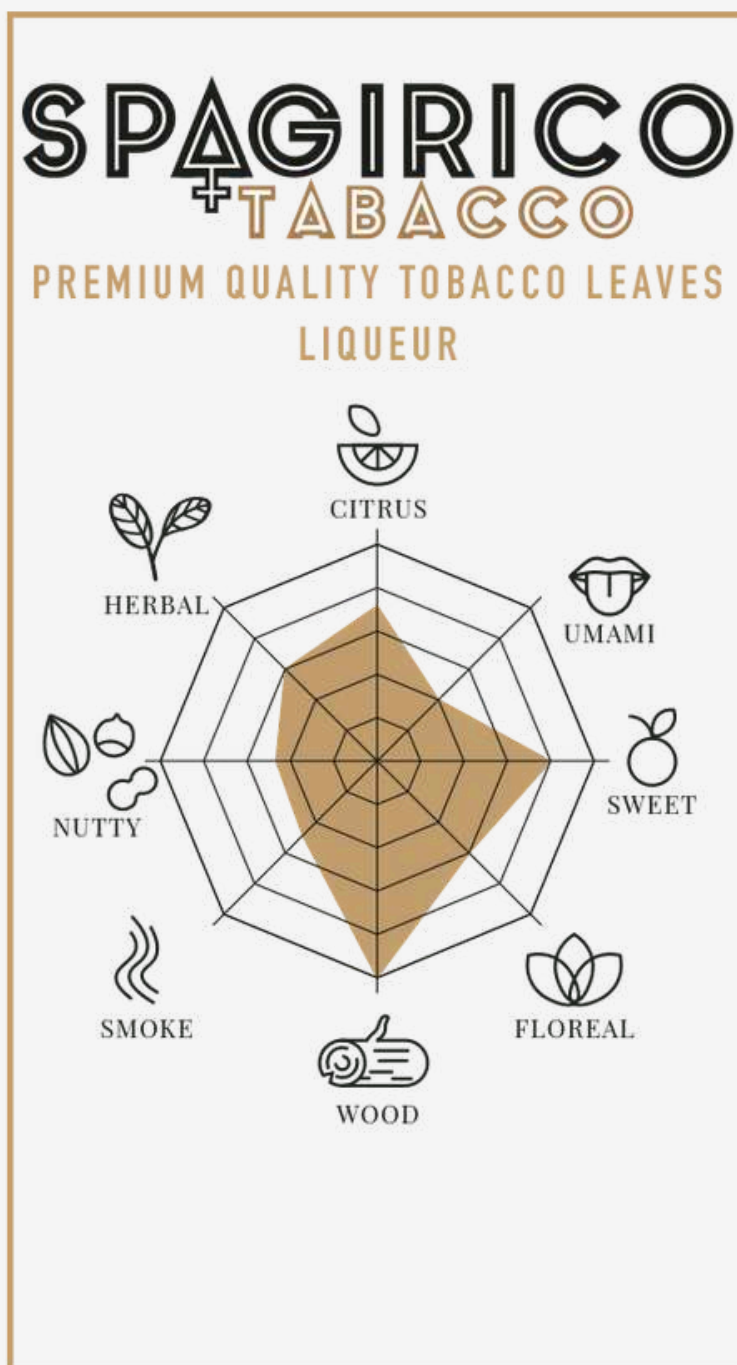 SPAGIRICO
TABACCO
PREMIUM QUALITY TOBACCO LEAVES
LIQUEUR
CITRUS
HERBAL
UMAMI
SWEET
NUTTY
SMOKE
FLOREAL
WOOD